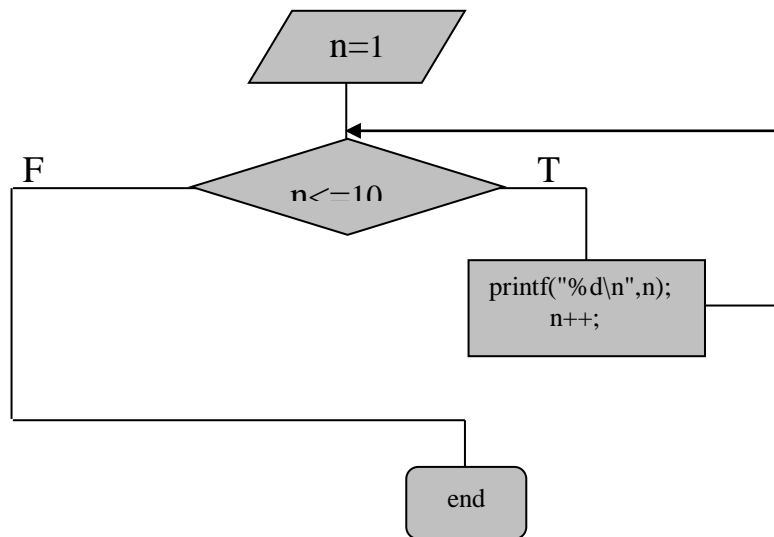 n=1
F
T
n<=10
printf("%d\n",n);
n++;
end